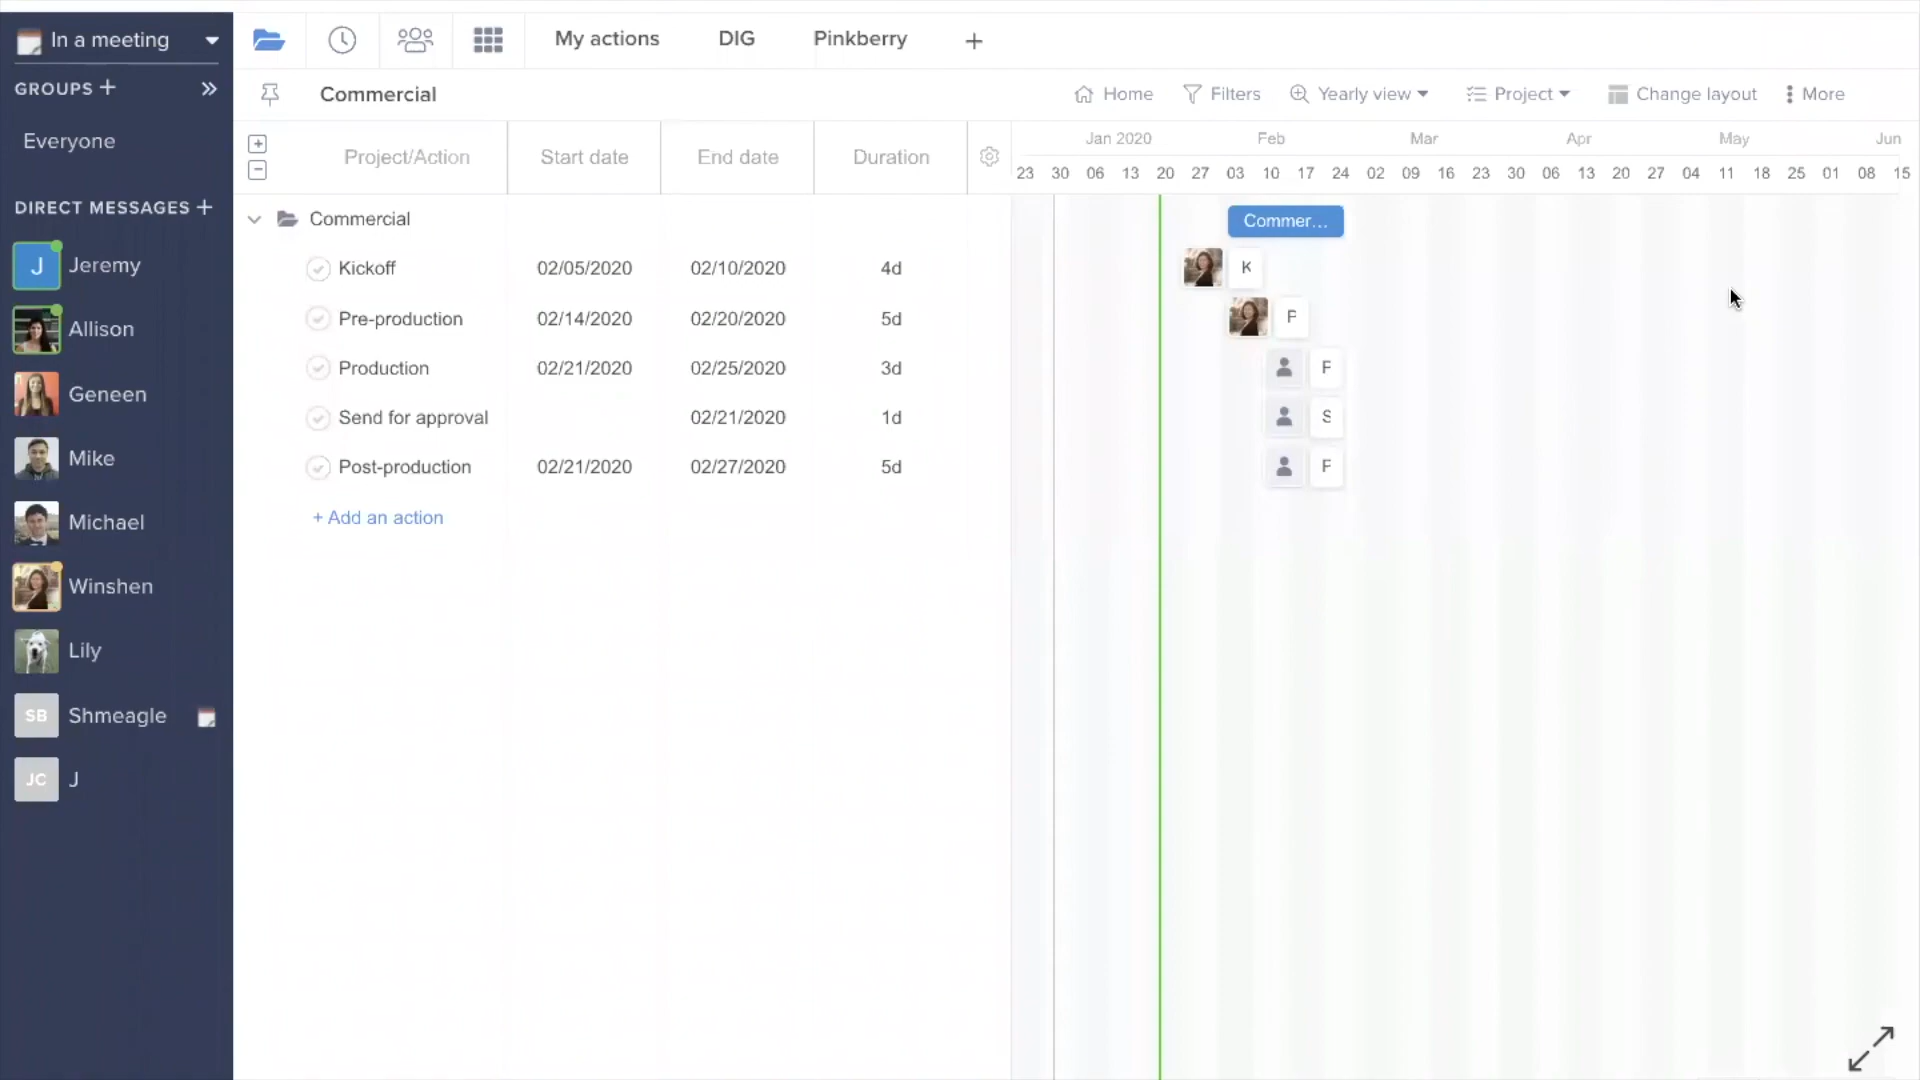 In a meeting
My actions DIG Pinkberry +
GROUPS +
Commercial
Home Filters Yearly view Project Change layout More
Everyone
Project/Action Start date End date Duration
Jan 2020 Feb Mar Apr May Jun
23 30 06 13 20 27 03 10 17 24 02 09 16 23 30 06 13 20 27 04 11 18 25 01 08 15
DIRECT MESSAGES +
Commercial
Commer...
J Jeremy
Kickoff 02/05/2020 02/10/2020 4d
K
Allison
Pre-production 02/14/2020 02/20/2020 5d
P
Geneen
Production 02/21/2020 02/25/2020 3d
P
Mike
Send for approval 02/21/2020 1d
S
Post-production 02/21/2020 02/27/2020 5d
P
Michael
+ Add an action
Winshen
Lily
SB Shmeagle
JC J